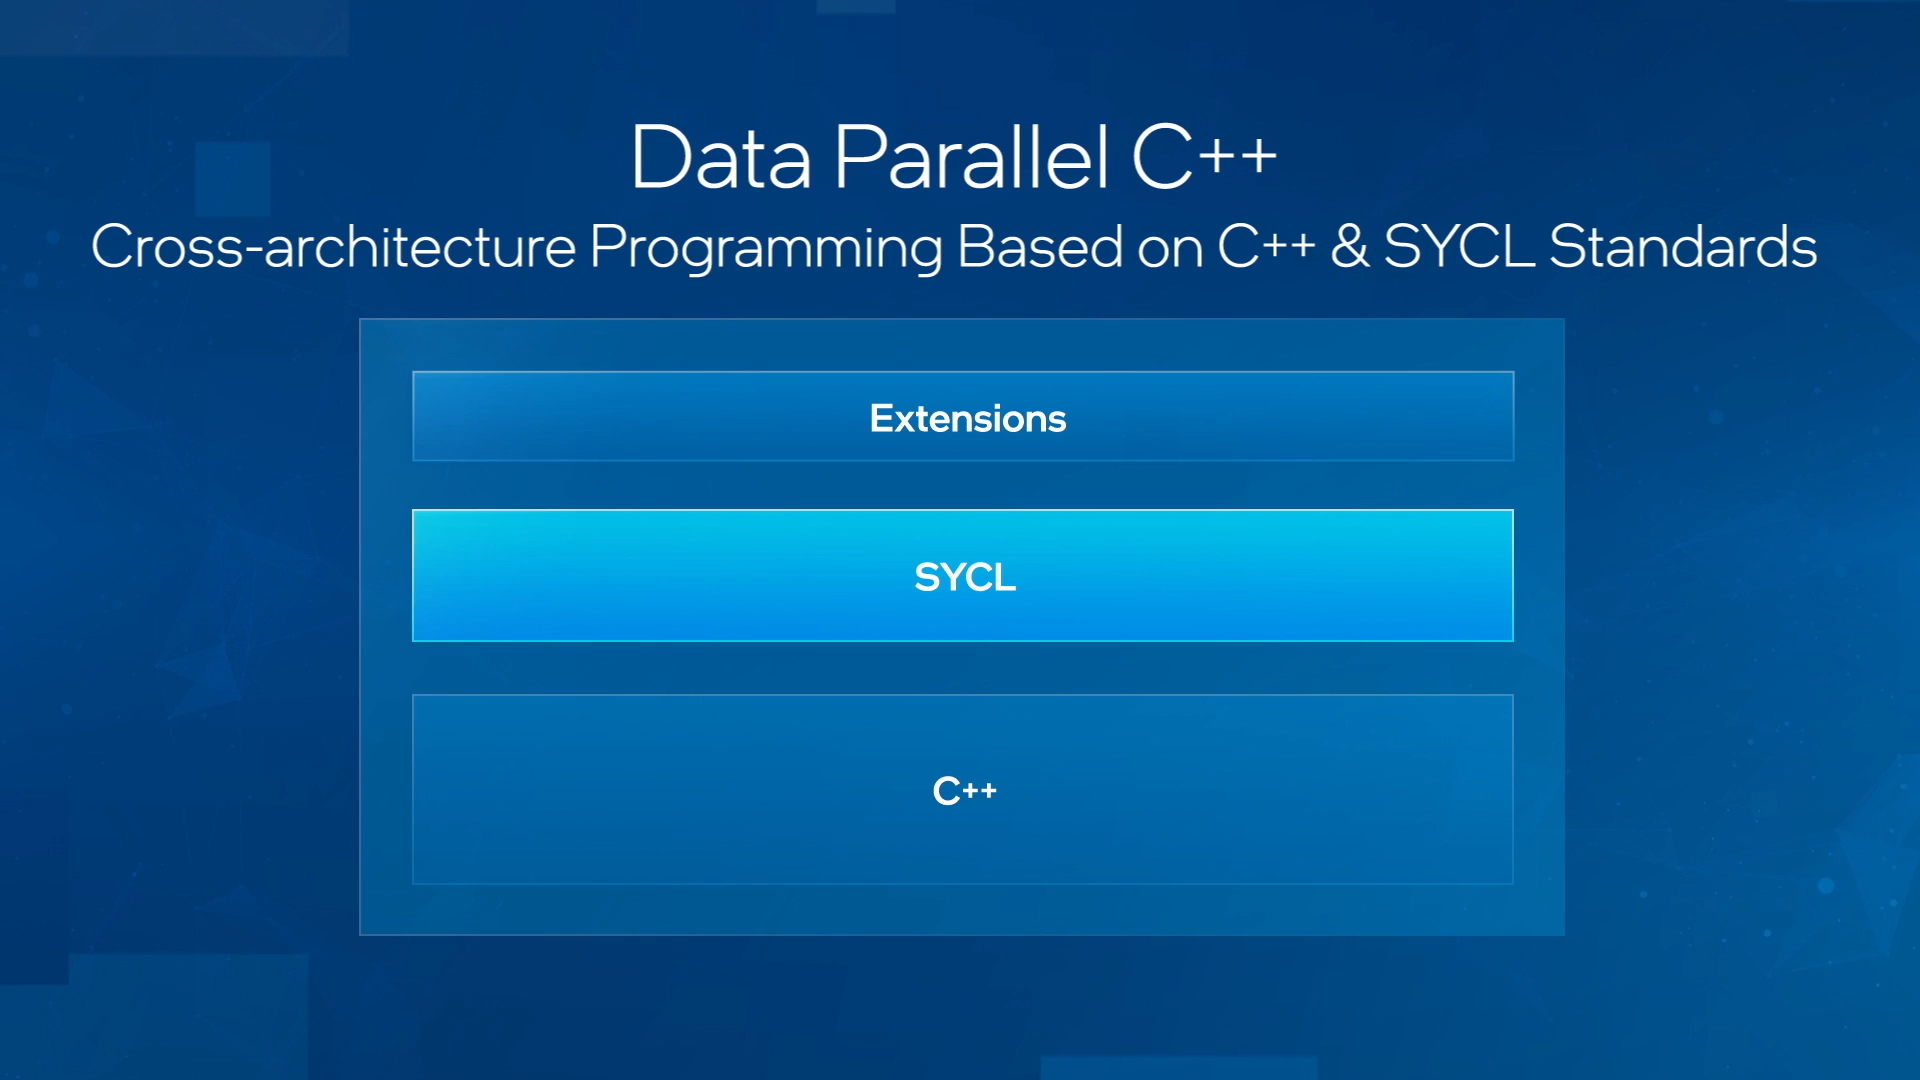 Data Parallel C++
Cross-architecture Programming Based on C++ & SYCL Standards
Extensions
SYCL
C++